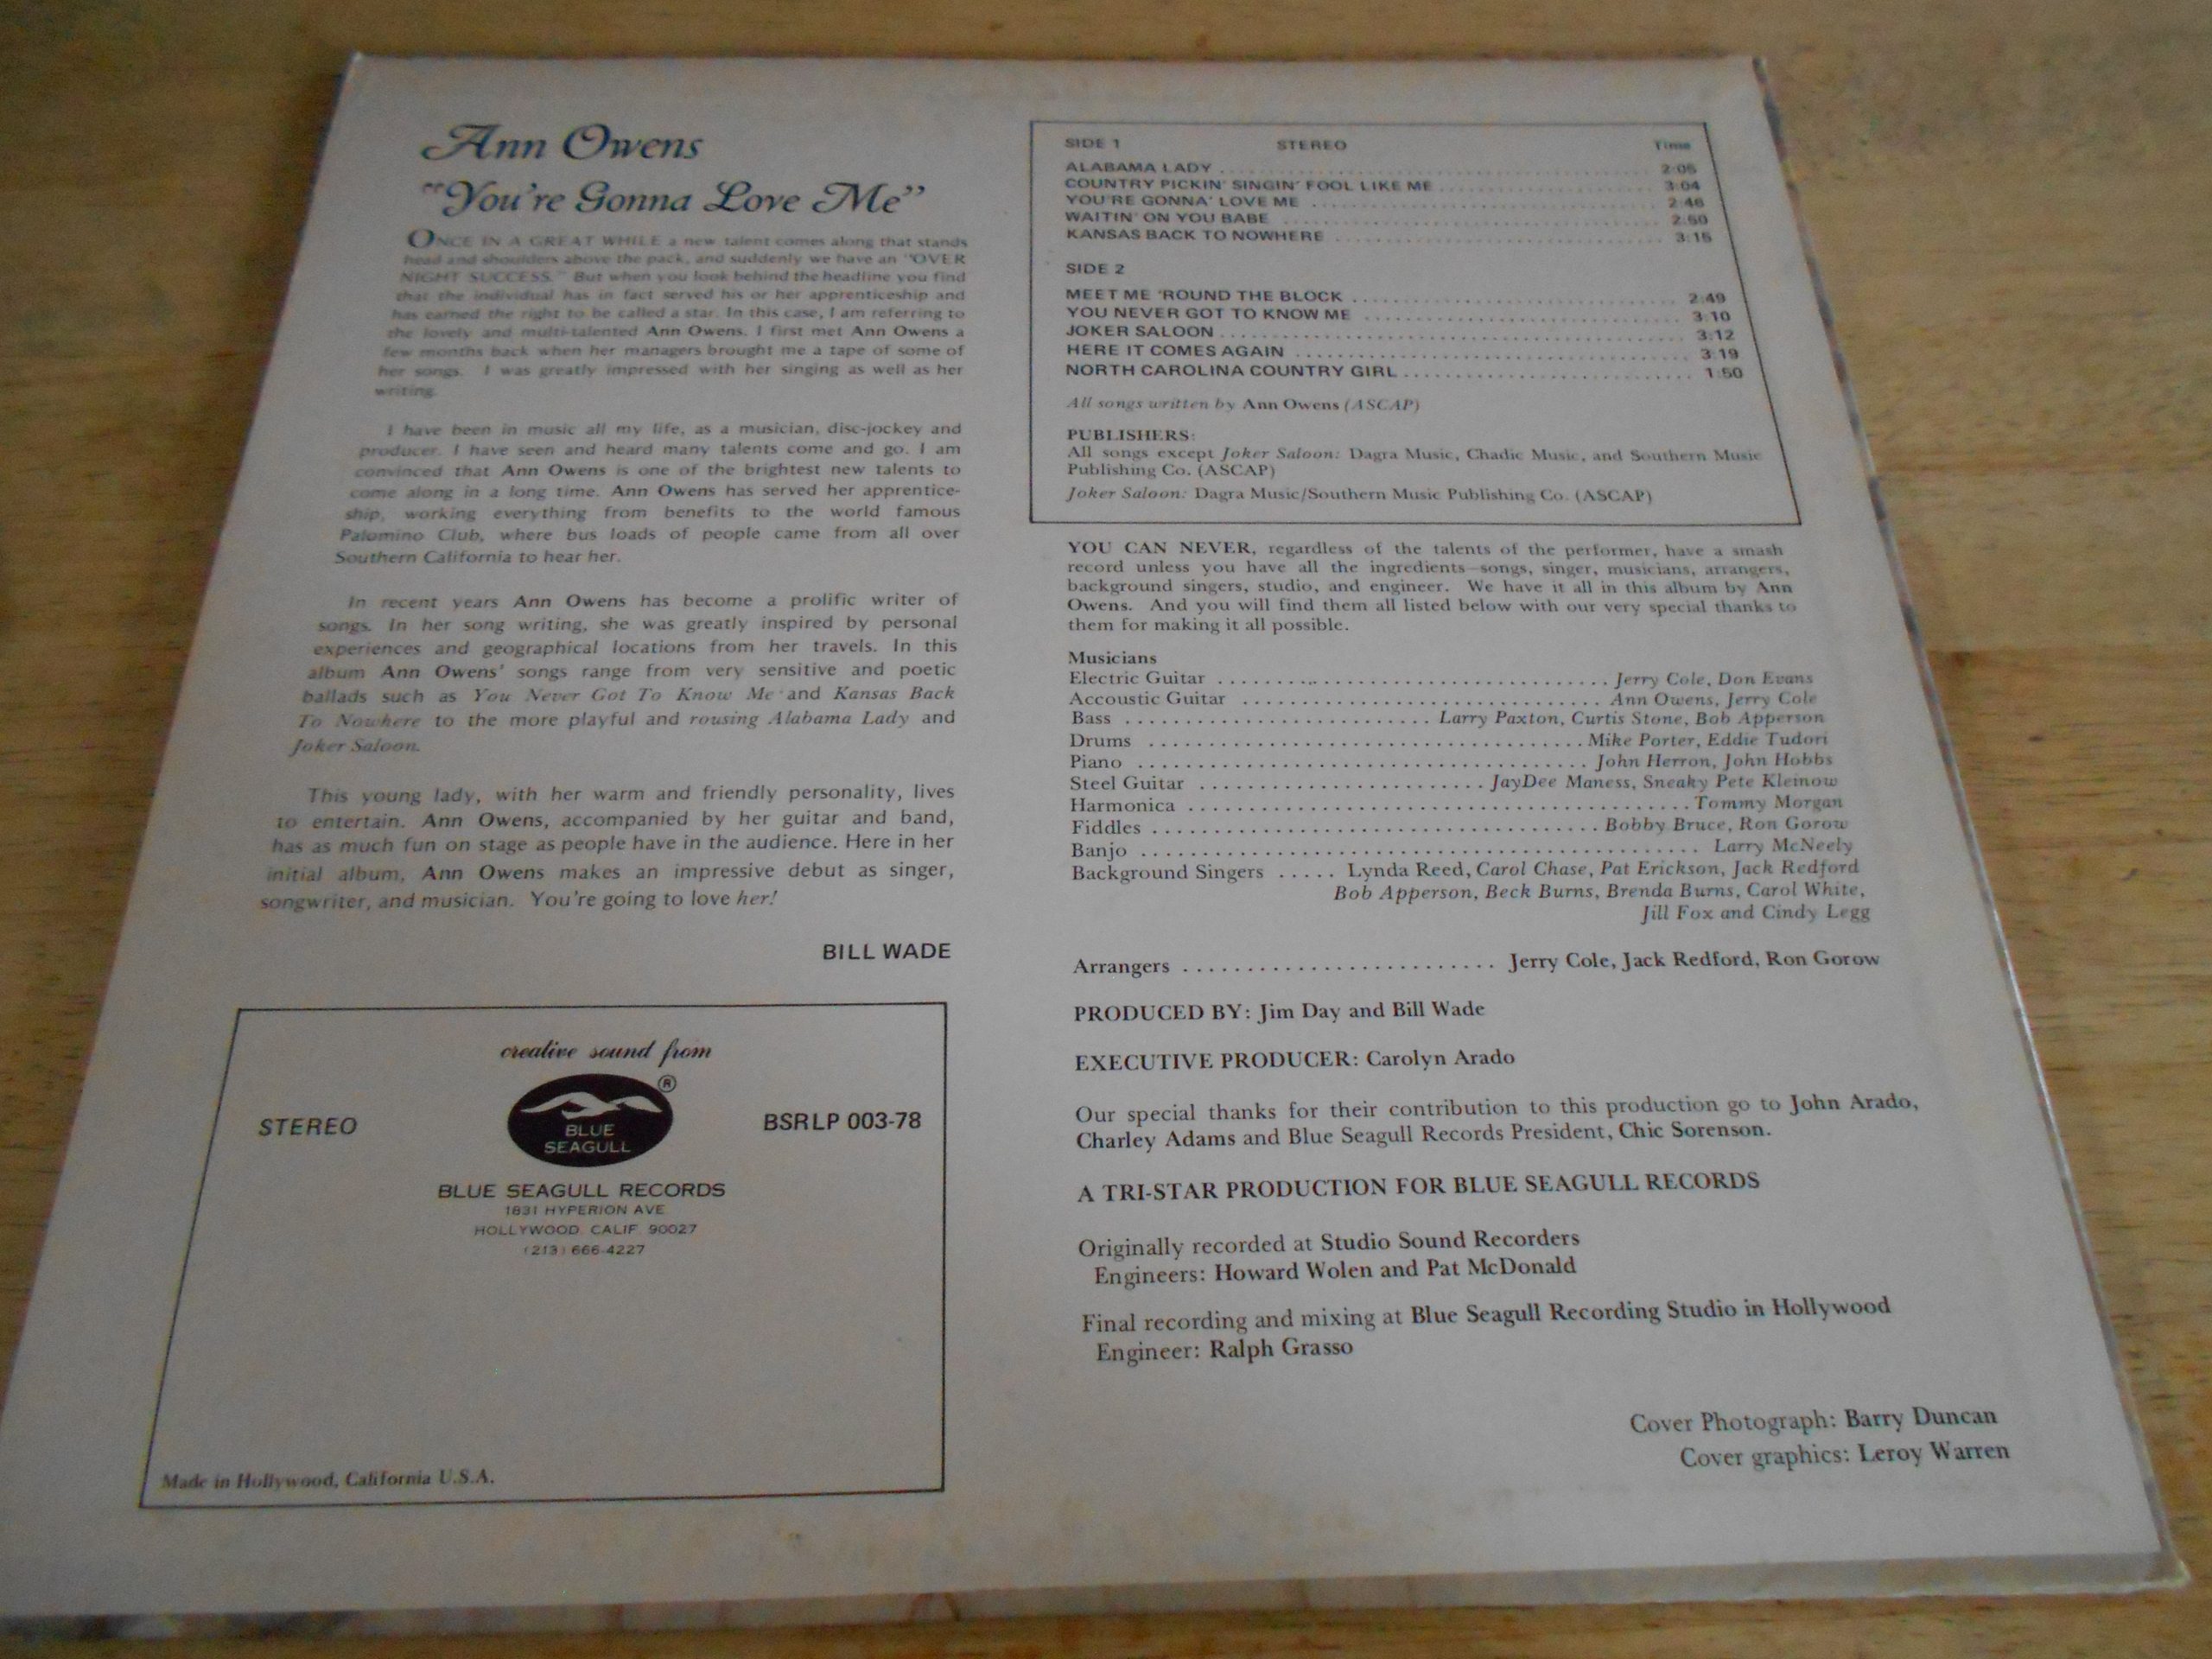 Ann Owens
"You're Gonna Love Me"
ONCE IN A GREAT WHILE a new talent comes along that stands
head and shoulders above the pack, and suddenly we have an "OVER
NIGHT SUCCESS." But when you look behind the headline you find
that the individual has in fact served his or her apprenticeship and
has earned the right to be called a star. In this case, I am referring to
the lovely and multi-talented Ann Owens. I first met Ann Owens a
few months back when her managers brought me a tape of some of
her songs. I was greatly impressed with her singing as well as her
writing.
I have been in music all my life, as a musician, disc-jockey and
producer. I have seen and heard many talents come and go. I am
convinced that Ann Owens is one of the brightest new talents to
come along in a long time. Ann Owens has served her apprentice-
ship, working everything from benefits to the world famous
Palomino Club, where bus loads of people came from all over
Southern California to hear her.
In recent years Ann Owens has become a prolific writer of
songs. In her song writing, she was greatly inspired by personal
experiences and geographical locations from her travels. In this
album Ann Owens' songs range from very sensitive and poetic
ballads such as You Never Got To Know Me and Kansas Back
To Nowhere to the more playful and rousing Alabama Lady and
Joker Saloon.
This young lady, with her warm and friendly personality, lives
to entertain. Ann Owens, accompanied by her guitar and band,
has as much fun on stage as people have in the audience. Here in her
initial album, Ann Owens makes an impressive debut as singer,
songwriter, and musician. You're going to love her!
BILL WADE
creative sound from
®
BLUE
SEAGULL
STEREO
BSRLP 003-78
BLUE SEAGULL RECORDS
1831 HYPERION AVE
HOLLYWOOD CALIF 90027
(213) 666-4227
Made in Hollywood, California U.S.A.
SIDE 1 STEREO Time
ALABAMA LADY 2:05
COUNTRY PICKIN' SINGIN' FOOL LIKE ME 3:04
YOU'RE GONNA' LOVE ME 2:46
WAITIN' ON YOU BABE 2:50
KANSAS BACK TO NOWHERE 3:15
SIDE 2
MEET ME 'ROUND THE BLOCK 2:49
YOU NEVER GOT TO KNOW ME 3:10
JOKER SALOON 3:12
HERE IT COMES AGAIN 3:19
NORTH CAROLINA COUNTRY GIRL 1:50
All songs written by Ann Owens (ASCAP)
PUBLISHERS:
All songs except Joker Saloon: Dagra Music, Chadic Music, and Southern Music
Publishing Co. (ASCAP)
Joker Saloon: Dagra Music/Southern Music Publishing Co. (ASCAP)
YOU CAN NEVER, regardless of the talents of the performer, have a smash
record unless you have all the ingredients—songs, singer, musicians, arrangers,
background singers, studio, and engineer. We have it all in this album by Ann
Owens. And you will find them all listed below with our very special thanks to
them for making it all possible.
Musicians
Electric Guitar Jerry Cole, Don Evans
Accoustic Guitar Ann Owens, Jerry Cole
Bass Larry Paxton, Curtis Stone, Bob Apperson
Drums Mike Porter, Eddie Tudori
Piano John Herron, John Hobbs
Steel Guitar JayDee Maness, Sneaky Pete Kleinow
Harmonica Tommy Morgan
Fiddles Bobby Bruce, Ron Gorow
Banjo Larry McNeely
Background Singers Lynda Reed, Carol Chase, Pat Erickson, Jack Redford
Bob Apperson, Beck Burns, Brenda Burns, Carol White,
Jill Fox and Cindy Legg
Arrangers Jerry Cole, Jack Redford, Ron Gorow
PRODUCED BY: Jim Day and Bill Wade
EXECUTIVE PRODUCER: Carolyn Arado
Our special thanks for their contribution to this production go to John Arado,
Charley Adams and Blue Seagull Records President, Chic Sorenson.
A TRI-STAR PRODUCTION FOR BLUE SEAGULL RECORDS
Originally recorded at Studio Sound Recorders
Engineers: Howard Wolen and Pat McDonald
Final recording and mixing at Blue Seagull Recording Studio in Hollywood
Engineer: Ralph Grasso
Cover Photograph: Barry Duncan
Cover graphics: Leroy Warren